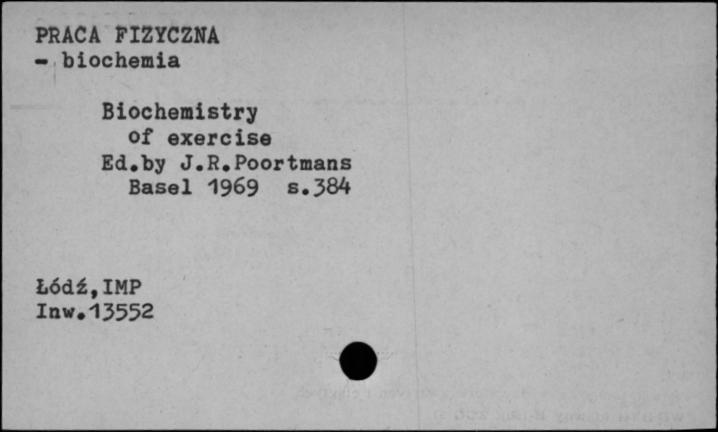 PRACA FIZYCZNA
- biochemia
Biochemistry
of exercise
Ed.by J.R.Poortmans
Basel 1969 s.384
Łódź,IMP
Inw.13552